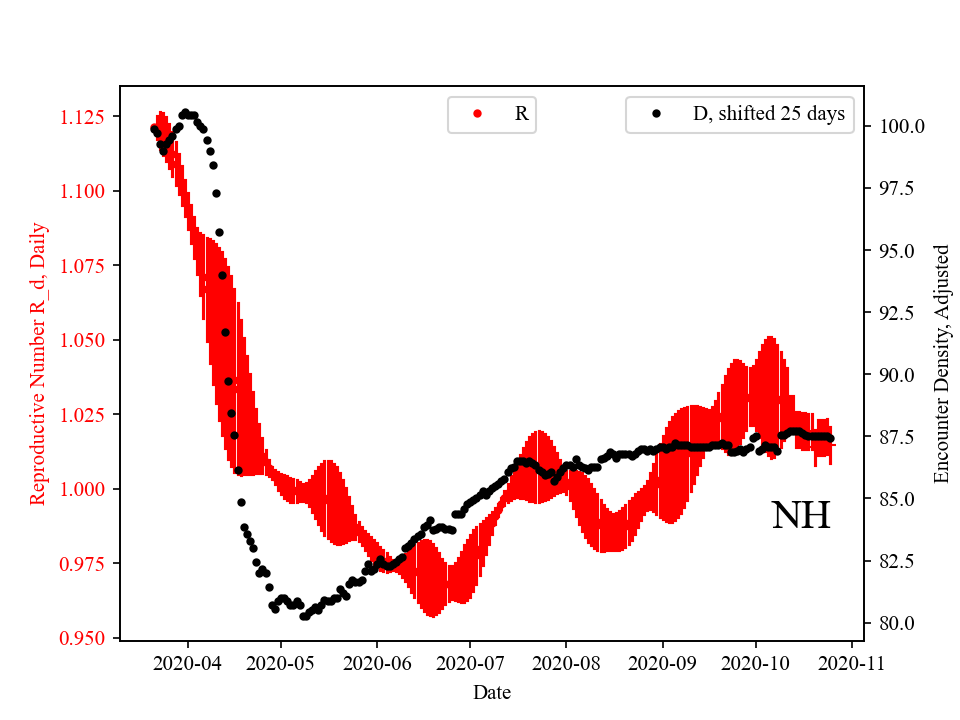 R
D, shifted 25 days
1.125
1.100
1.075
1.050
1.025
1.000
0.975
0.950
Reproductive Number R_d, Daily
100.0
97.5
95.0
92.5
90.0
87.5
85.0
82.5
80.0
Encounter Density, Adjusted
NH
2020-04 2020-05 2020-06 2020-07 2020-08 2020-09 2020-10 2020-11
Date